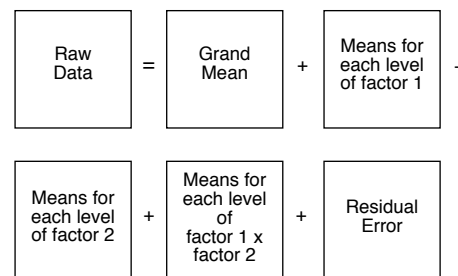 Raw
Data
=
Grand
Mean
+
Means for
each level
of factor 1
Means for
each level
of factor 2
+
Means for
each level
of
factor 1 x
factor 2
+
Residual
Error